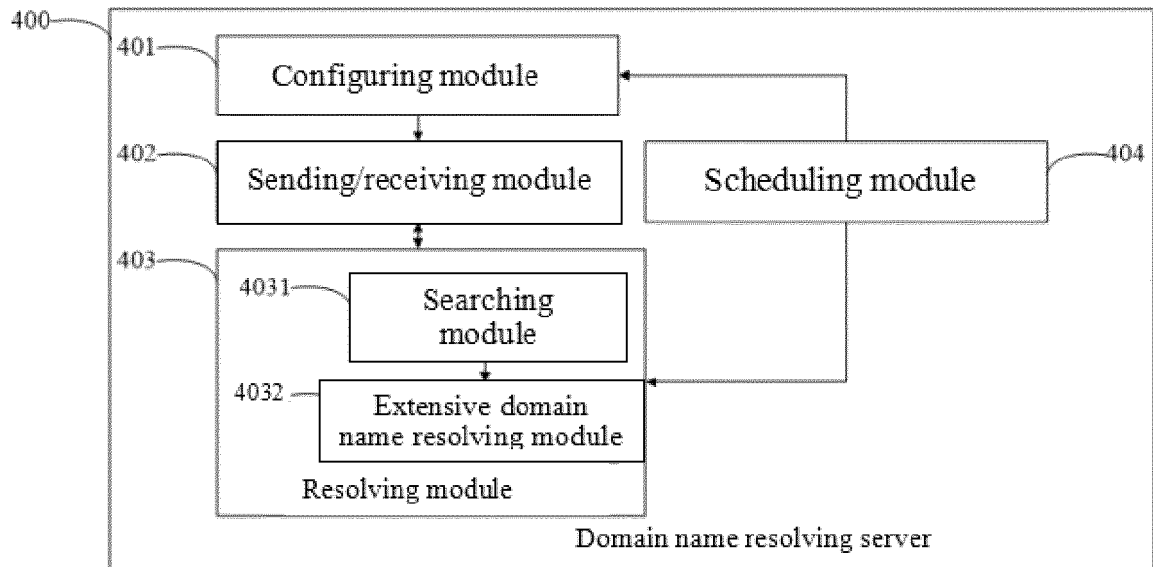 400
401
Configuring module
402
Sending/receiving module
Scheduling module
404
403
4031
Searching
module
4032
Extensive domain
name resolving module
Resolving module
Domain name resolving server